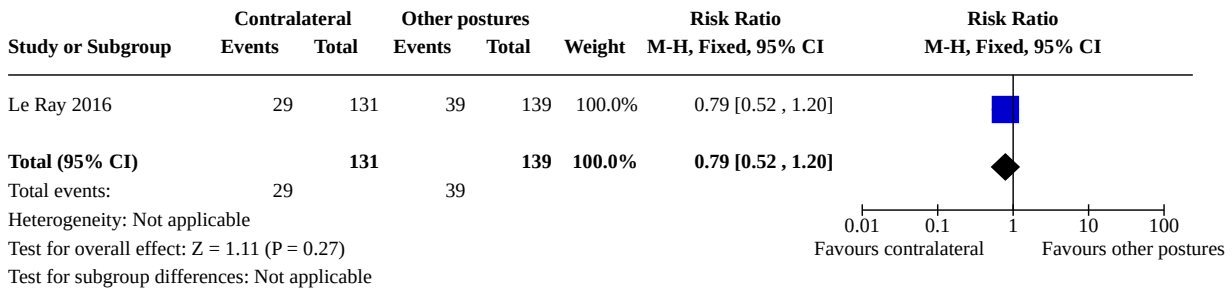 Contralateral Other postures Risk Ratio Risk Ratio
Study or Subgroup Events Total Events Total Weight M-H, Fixed, 95% CI M-H, Fixed, 95% CI
Le Ray 2016 29 131 39 139 100.0% 0.79 [0.52 , 1.20]
Total (95% CI) 131 139 100.0% 0.79 [0.52 , 1.20]
Total events: 29 39
Heterogeneity: Not applicable
0.01 0.1 1 10 100
Test for overall effect: Z = 1.11 (P = 0.27) Favours contralateral Favours other postures
Test for subgroup differences: Not applicable